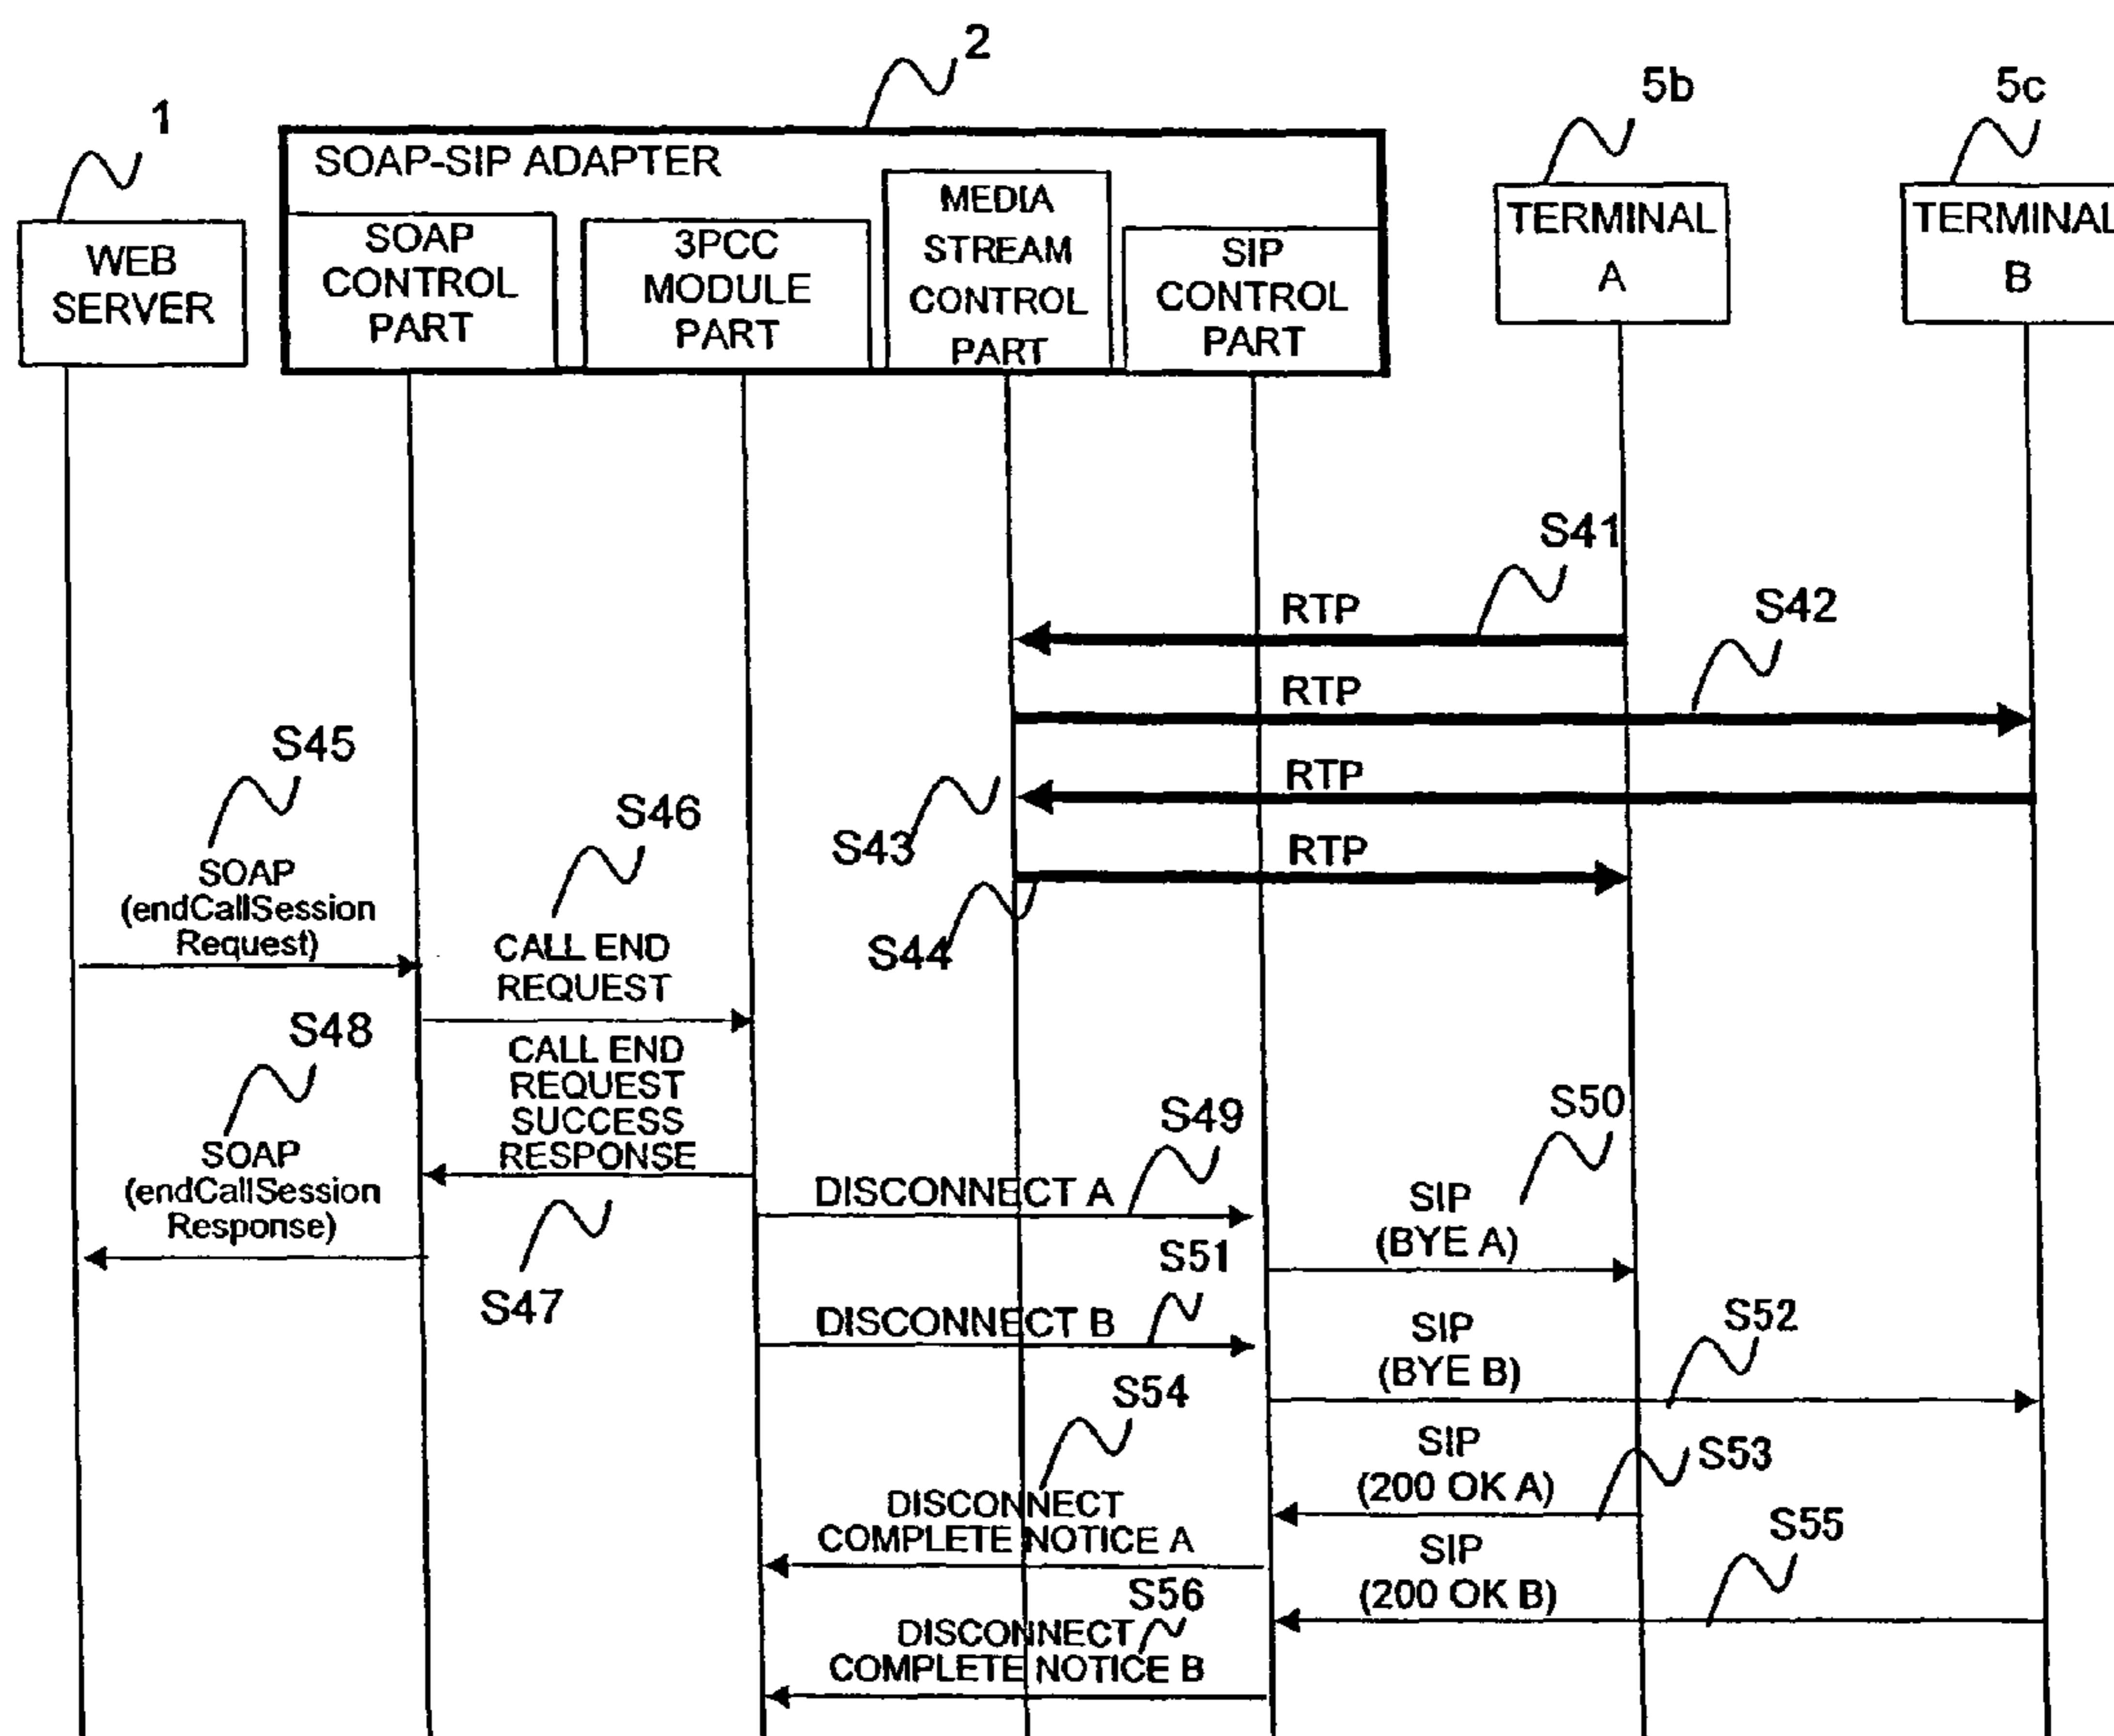 2
5b
5c
1
SOAP-SIP ADAPTER
WEB
SERVER
SOAP
CONTROL
PART
3PCC
MODULE
PART
MEDIA
STREAM
CONTROL
PART
SIP
CONTROL
PART
TERMINAL
A
TERMINAL
B
S41
RTP
S42
RTP
S45
RTP
S46
S43
RTP
SOAP
(endCallSession
Request)
S44
CALL END
REQUEST
S48
CALL END
REQUEST
SUCCESS
RESPONSE
S49
S50
SOAP
(endCallSession
Response)
DISCONNECT A
SIP
(BYE A)
S51
S47
DISCONNECT B
SIP
(BYE B)
S52
S54
SIP
(200 OK A)
S53
DISCONNECT
COMPLETE NOTICE A
SIP
(200 OK B)
S55
S56
DISCONNECT
COMPLETE NOTICE B